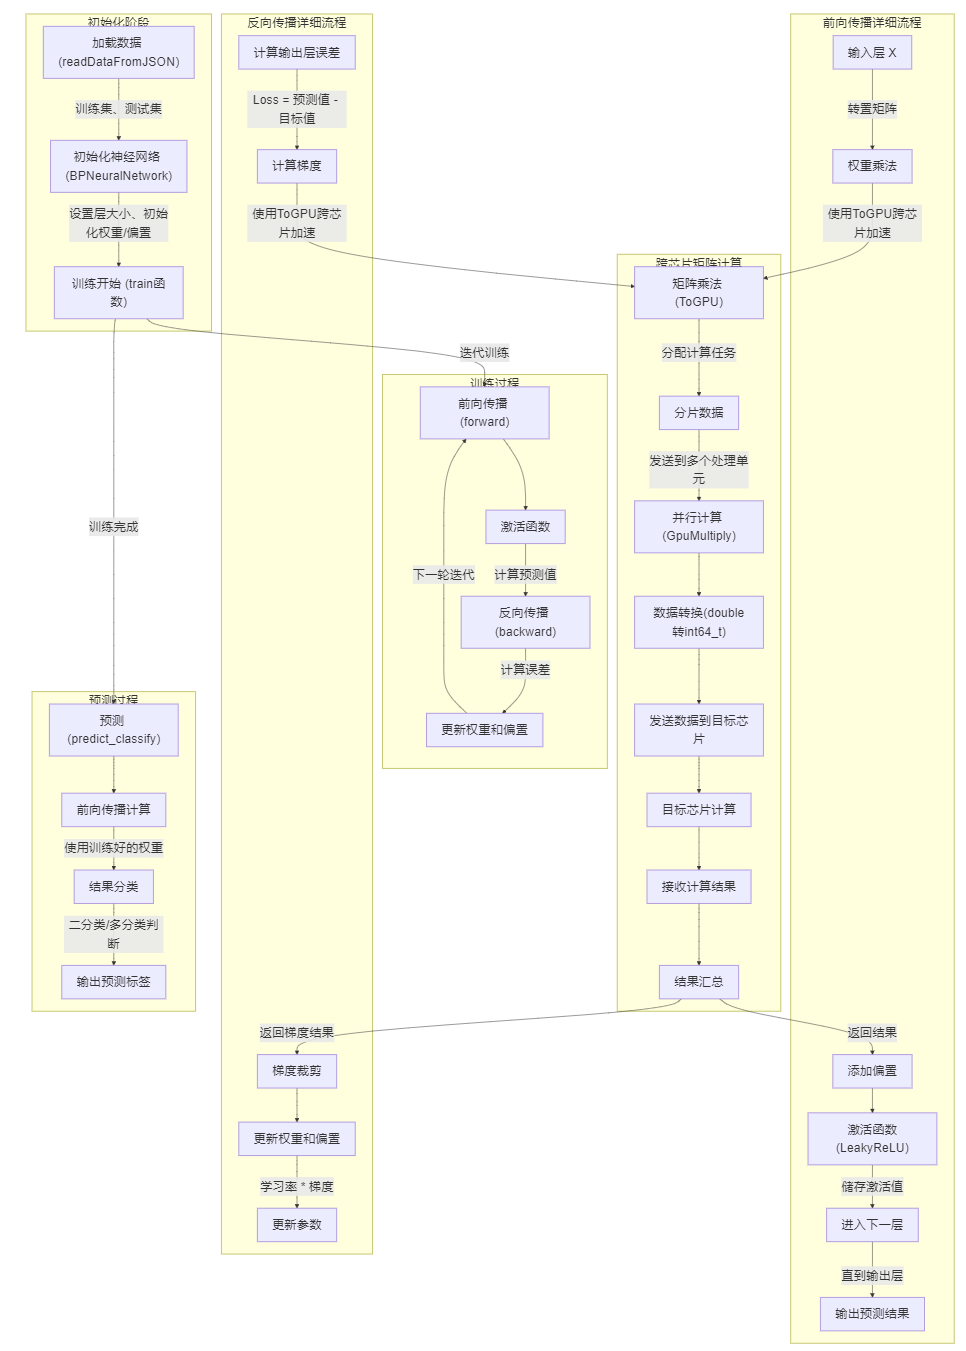 初始化阶段
加载数据
(readDataFromJSON)
训练集、测试集
初始化神经网络
(BPNeuralNetwork)
设置层大小、初始
化权重/偏置
训练开始 (train函
数)
训练完成
预测过程
预测
(predict_classify)
前向传播计算
使用训练好的权重
结果分类
二分类/多分类判
断
输出预测标签
反向传播详细流程
计算输出层误差
Loss = 预测值 -
目标值
计算梯度
使用ToGPU跨芯
片加速
返回梯度结果
梯度裁剪
更新权重和偏置
学习率 * 梯度
更新参数
迭代训练
训练过程
前向传播
(forward)
激活函数
下一轮迭代
计算预测值
反向传播
(backward)
计算误差
更新权重和偏置
跨芯片矩阵计算
矩阵乘法
(ToGPU)
分配计算任务
分片数据
发送到多个处理单
元
并行计算
(GpuMultiply)
数据转换(double
转int64_t)
发送数据到目标芯
片
目标芯片计算
接收计算结果
结果汇总
前向传播详细流程
输入层 X
转置矩阵
权重乘法
使用ToGPU跨芯
片加速
返回结果
添加偏置
激活函数
(LeakyReLU)
储存激活值
进入下一层
直到输出层
输出预测结果